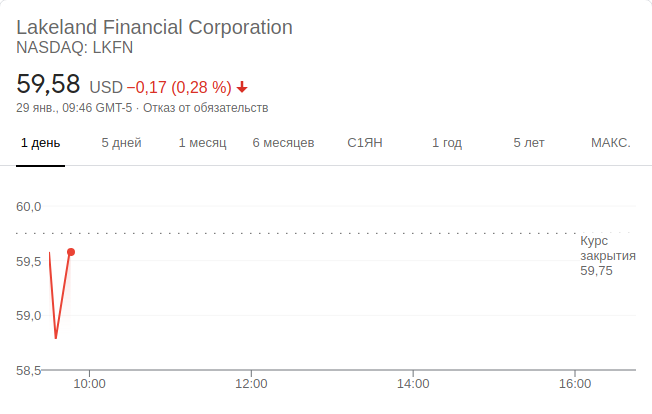 Lakeland Financial Corporation
NASDAQ: LKFN
59,58 USD −0,17 (0,28 %)
29 янв., 09:46 GMT-5 · Отказ от обязательств
1 день 5 дней 1 месяц 6 месяцев С1ЯН 1 год 5 лет МАКС.
60,0
59,5
59,0
58,5
Курс
закрытия
59,75
10:00 12:00 14:00 16:00